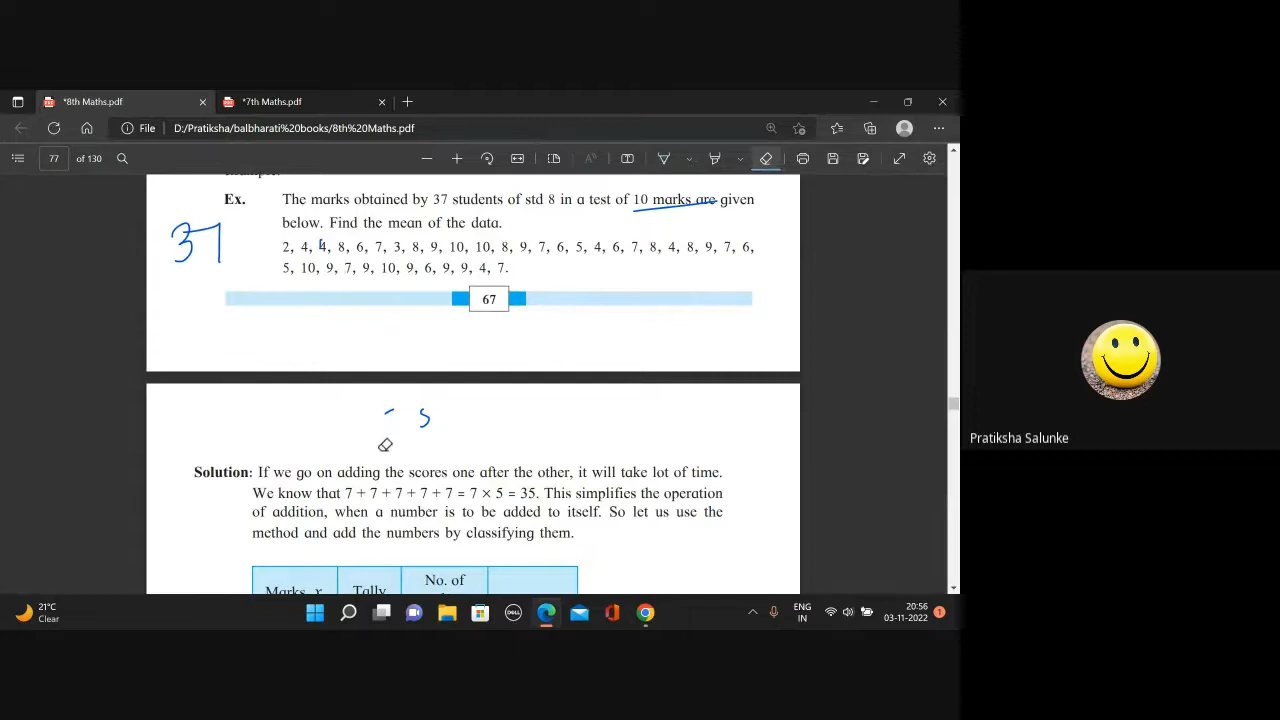 *8th Maths.pdf
*7th Maths.pdf
File
D:/Pratiksha/balbharati%20books/8th%20Maths.pdf
77 of 130
Ex. The marks obtained by 37 students of std 8 in a test of 10 marks are given
below. Find the mean of the data.
37
2, 4, 4, 8, 6, 7, 3, 8, 9, 10, 10, 8, 9, 7, 6, 5, 4, 6, 7, 8, 4, 8, 9, 7, 6,
5, 10, 9, 7, 9, 10, 9, 6, 9, 9, 4, 7.
67
Solution: If we go on adding the scores one after the other, it will take lot of time.
We know that 7 + 7 + 7 + 7 + 7 = 7 × 5 = 35. This simplifies the operation
of addition, when a number is to be added to itself. So let us use the
method and add the numbers by classifying them.
No. of
Marks x
Tally
Pratiksha Salunke
21°C
Clear
DELL
ENG
IN
20:56
03-11-2022
1